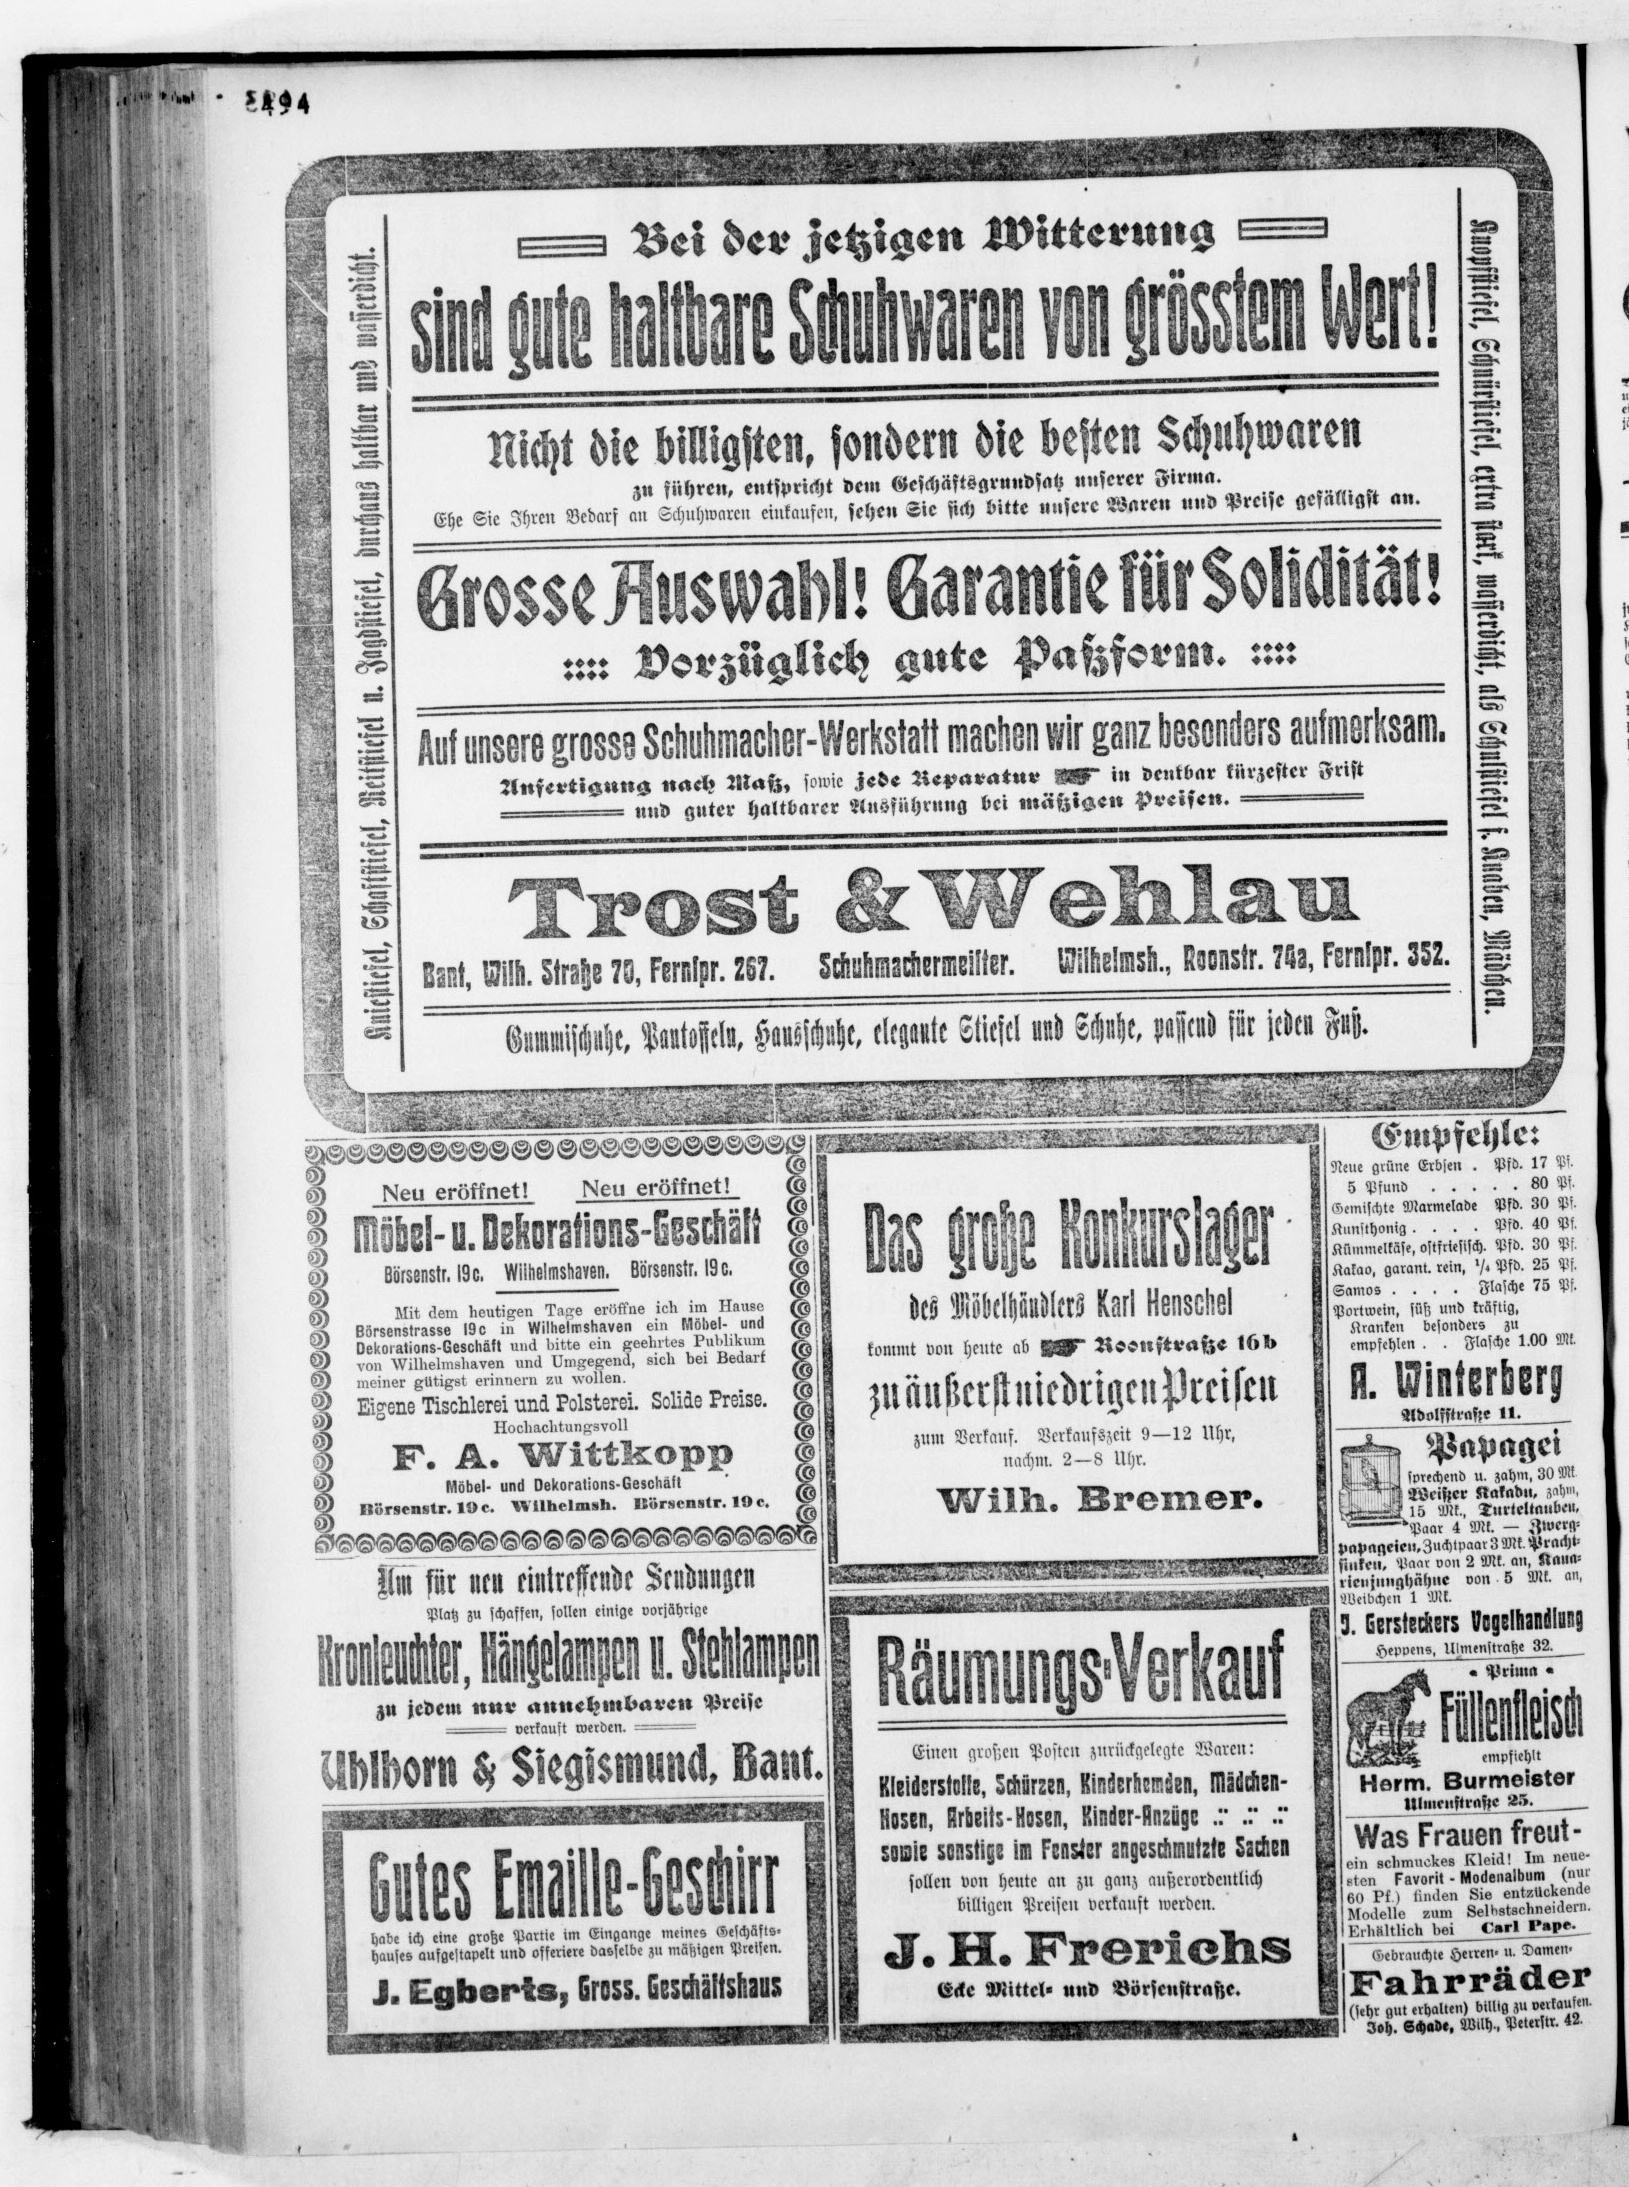 Bei der jetzigen Witterung
sind gute haltbare Schuhwaren von grösstem Wert!
Nicht die billigsten, sondern die besten Schuhwaren
zu führen, entspricht dem Geschäftsgrundsatz unserer Firma.
Ehe Sie Ihren Bedarf an Schuhwaren einkaufen, sehen Sie sich bitte unsere Waren und Preise gefälligst an.
Grosse Auswahl! Garantie für Solidität!
:::: Vorzüglich gute Paßform. ::::
Auf unsere grosse Schuhmacher-Werkstatt machen wir ganz besonders aufmerksam.
Anfertigung nach Maß, sowie jede Reparatur in denkbar kürzester Frist
und guter haltbarer Ausführung bei mäßigen Preisen.
Trost & Wehlau
Bant, Wilh. Straße 70, Fernspr. 267. Schuhmachermeister. Wilhelmsh., Roonstr. 74a, Fernspr. 352.
Gummischuhe, Pantoffeln, Hausschuhe, elegante Stiefel und Schuhe, passend für jeden Fuß.
Kniestiefel, Schaftstiefel, Reitstiefel u. Jagdstiefel, durchaus haltbar und wasserdicht.
Knopfstiefel, Schnürstiefel, extra stark, wasserdicht, als Schulstiefel f. Knaben, Mädchen.
Neu eröffnet! Neu eröffnet!
Möbel- u. Dekorations-Geschäft
Börsenstr. 19c. Wilhelmshaven. Börsenstr. 19c.
Mit dem heutigen Tage eröffne ich im Hause
Börsenstrasse 19c in Wilhelmshaven ein Möbel- und
Dekorations-Geschäft und bitte ein geehrtes Publikum
von Wilhelmshaven und Umgegend, sich bei Bedarf
meiner gütigst erinnern zu wollen.
Eigene Tischlerei und Polsterei. Solide Preise.
Hochachtungsvoll
F. A. Wittkopp
Möbel- und Dekorations-Geschäft
Börsenstr. 19c. Wilhelmsh. Börsenstr. 19c.
Um für neu eintreffende Sendungen
Platz zu schaffen, sollen einige vorjährige
Kronleuchter, Hängelampen u. Stehlampen
zu jedem nur annehmbaren Preise
verkauft werden.
Uhlhorn & Siegismund, Bant.
Gutes Emaille-Geschirr
habe ich eine große Partie im Eingange meines Geschäfts-
hauses aufgestapelt und offeriere dasselbe zu mäßigen Preisen.
J. Egberts, Gross. Geschäftshaus
Das große Konkurslager
des Möbelhändlers Karl Henschel
kommt von heute ab Roonstraße 16b
zu äußerst niedrigen Preisen
zum Verkauf. Verkaufszeit 9—12 Uhr,
nachm. 2—8 Uhr.
Wilh. Bremer.
Räumungs-Verkauf
Einen großen Posten zurückgelegte Waren:
Kleiderstoffe, Schürzen, Kinderhemden, Mädchen-
Hosen, Arbeits-Hosen, Kinder-Anzüge
sowie sonstige im Fenster angeschmutzte Sachen
sollen von heute an zu ganz außerordentlich
billigen Preisen verkauft werden.
J. H. Frerichs
Ecke Mittel- und Börsenstraße.
Empfehle:
Neue grüne Erbsen . Pfd. 17 Pf.
5 Pfund . . . . . 80 Pf.
Gemischte Marmelade Pfd. 30 Pf.
Kunsthonig . . . . Pfd. 40 Pf.
Kümmelkäse, ostfriesisch. Pfd. 30 Pf.
Kakao, garant. rein, 1/4 Pfd. 25 Pf.
Samos . . . . Flasche 75 Pf.
Portwein, süß und kräftig,
Kranken besonders zu
empfehlen . . Flasche 1.00 Mk.
A. Winterberg
Adolfstraße 11.
Papagei
sprechend u. zahm, 30 Mk.
Weißer Kakadu, zahm,
15 Mk., Turteltauben,
Paar 4 Mk. — Zwerg-
papageien, Zuchtpaar 3 Mk. Pracht-
finken, Paar von 2 Mk. an, Kana-
rienjunghähne von 5 Mk. an,
Weibchen 1 Mk.
J. Gersteckers Vogelhandlung
Heppens, Ulmenstraße 32.
Prima
Füllenfleisch
empfiehlt
Herm. Burmeister
Ulmenstraße 25.
Was Frauen freut-
ein schmuckes Kleid! Im neue-
sten Favorit-Modenalbum (nur
60 Pf.) finden Sie entzückende
Modelle zum Selbstschneidern.
Erhältlich bei Carl Pape.
Gebrauchte Herren- u. Damen-
Fahrräder
(sehr gut erhalten) billig zu verkaufen.
Joh. Schade, Wilh., Peterstr. 42.